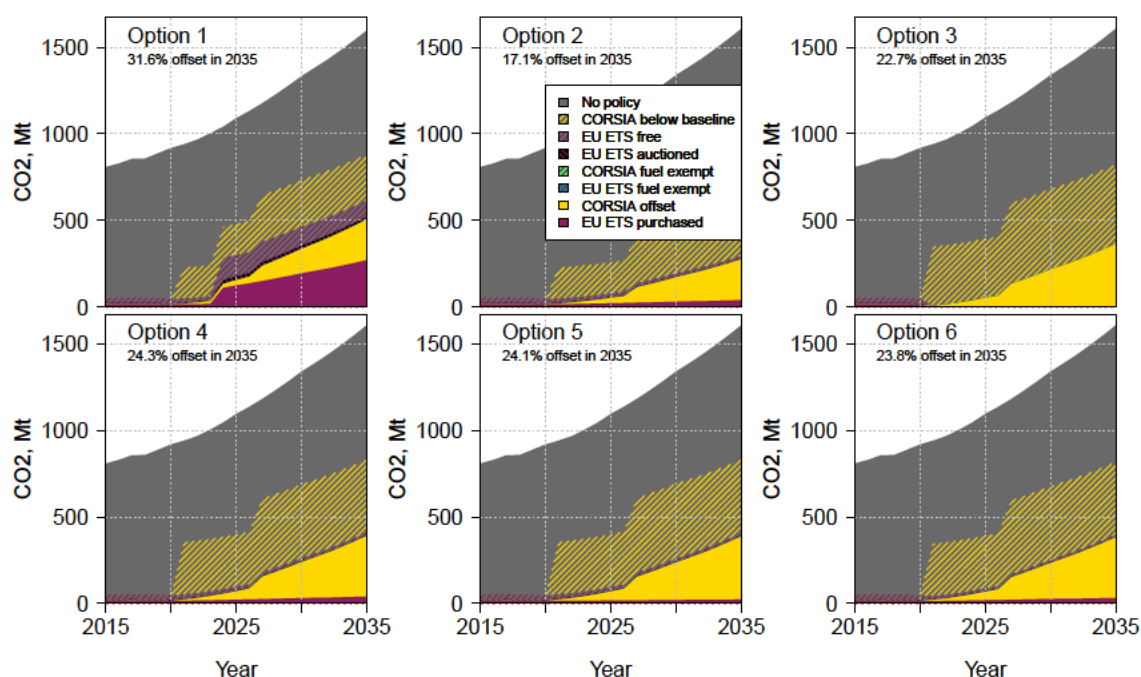 Option 1
31.6% offset in 2035
Option 2
17.1% offset in 2035
Option 3
22.7% offset in 2035
1500
1000
500
0
CO2, Mt
1500
1000
500
0
CO2, Mt
1500
1000
500
0
CO2, Mt
No policy
CORSIA below baseline
EU ETS free
EU ETS auctioned
CORSIA fuel exempt
EU ETS fuel exempt
CORSIA offset
EU ETS purchased
Option 4
24.3% offset in 2035
Option 5
24.1% offset in 2035
Option 6
23.8% offset in 2035
1500
1000
500
0
CO2, Mt
1500
1000
500
0
CO2, Mt
1500
1000
500
0
CO2, Mt
2015 2025 2035
2015 2025 2035
2015 2025 2035
Year
Year
Year